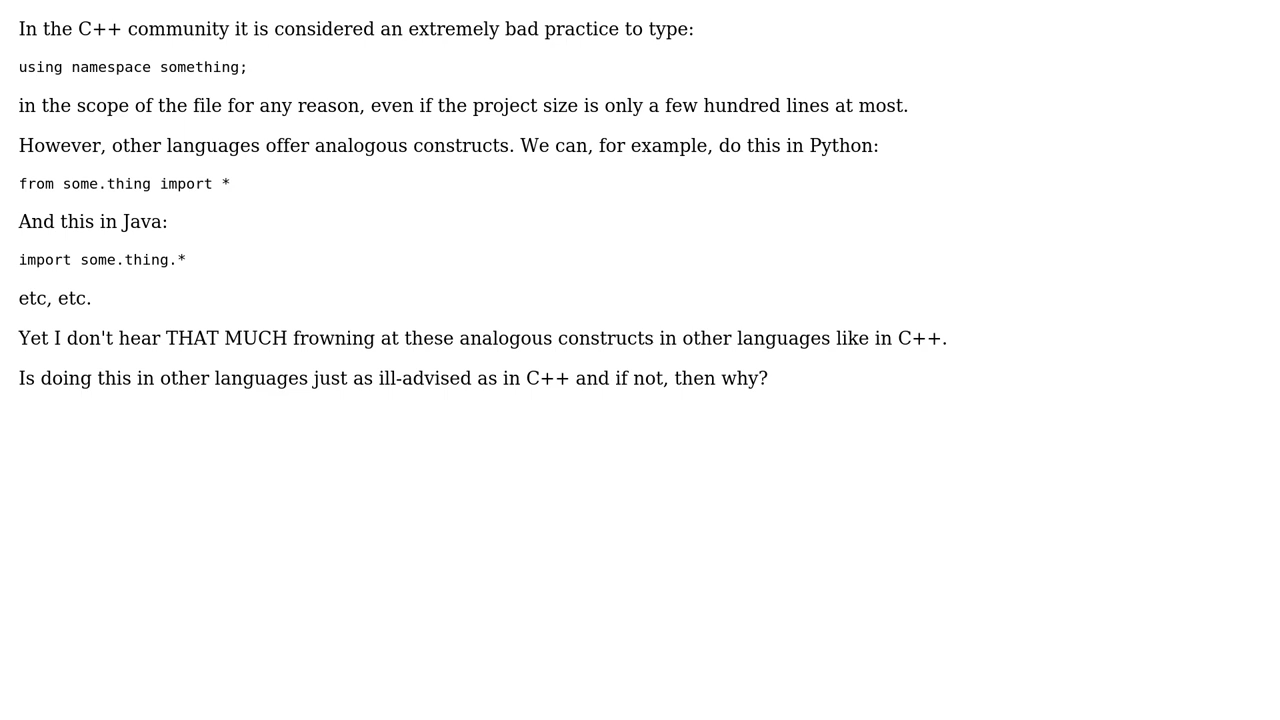 In the C++ community it is considered an extremely bad practice to type:
using namespace something;
in the scope of the file for any reason, even if the project size is only a few hundred lines at most.
However, other languages offer analogous constructs. We can, for example, do this in Python:
from some.thing import *
And this in Java:
import some.thing.*
etc, etc.
Yet I don't hear THAT MUCH frowning at these analogous constructs in other languages like in C++.
Is doing this in other languages just as ill-advised as in C++ and if not, then why?